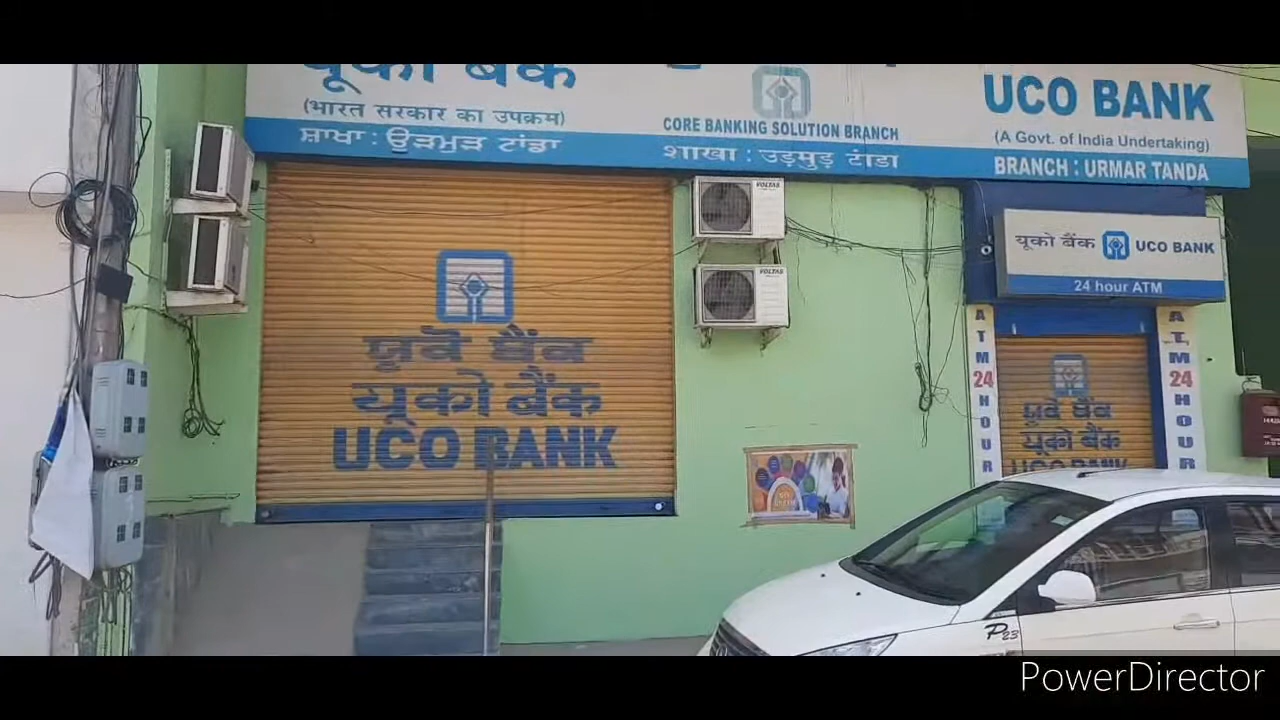 यूको बैंक
(भारत सरकार का उपक्रम)
ਸ਼ਾਖਾ : ਉੜਮੁੜ ਟਾਂਡਾ
CORE BANKING SOLUTION BRANCH
शाखा : उड़मुड़ टांडा
UCO BANK
(A Govt. of India Undertaking)
BRANCH : URMAR TANDA
VOLTAS
VOLTAS
यूको बैंक UCO BANK
24 hour ATM
ਯੂਕੋ ਬੈਂਕ
यूको बैंक
UCO BANK
ATM 24 HOUR
ਯੂਕੋ ਬੈਂਕ
यूको बैंक
UCO BANK
ATM 24 HOUR
P23
PowerDirector